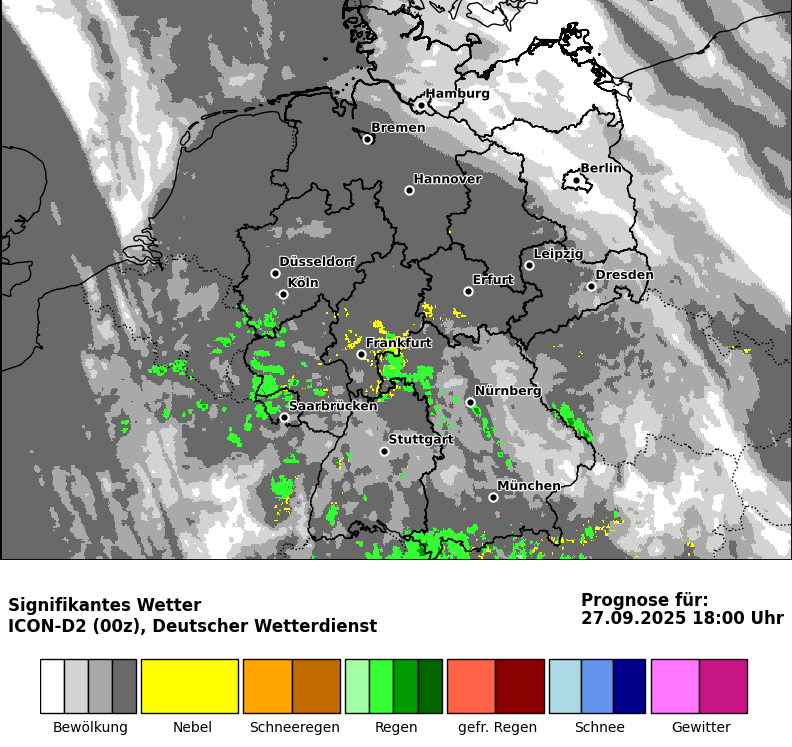 Hamburg
Bremen
Berlin
Hannover
Düsseldorf
Leipzig
Köln
Erfurt
Dresden
Frankfurt
Nürnberg
Saarbrücken
Stuttgart
München
Signifikantes Wetter
ICON-D2 (00z), Deutscher Wetterdienst
Prognose für:
27.09.2025 18:00 Uhr
Bewölkung
Nebel
Schneeregen
Regen
gefr. Regen
Schnee
Gewitter